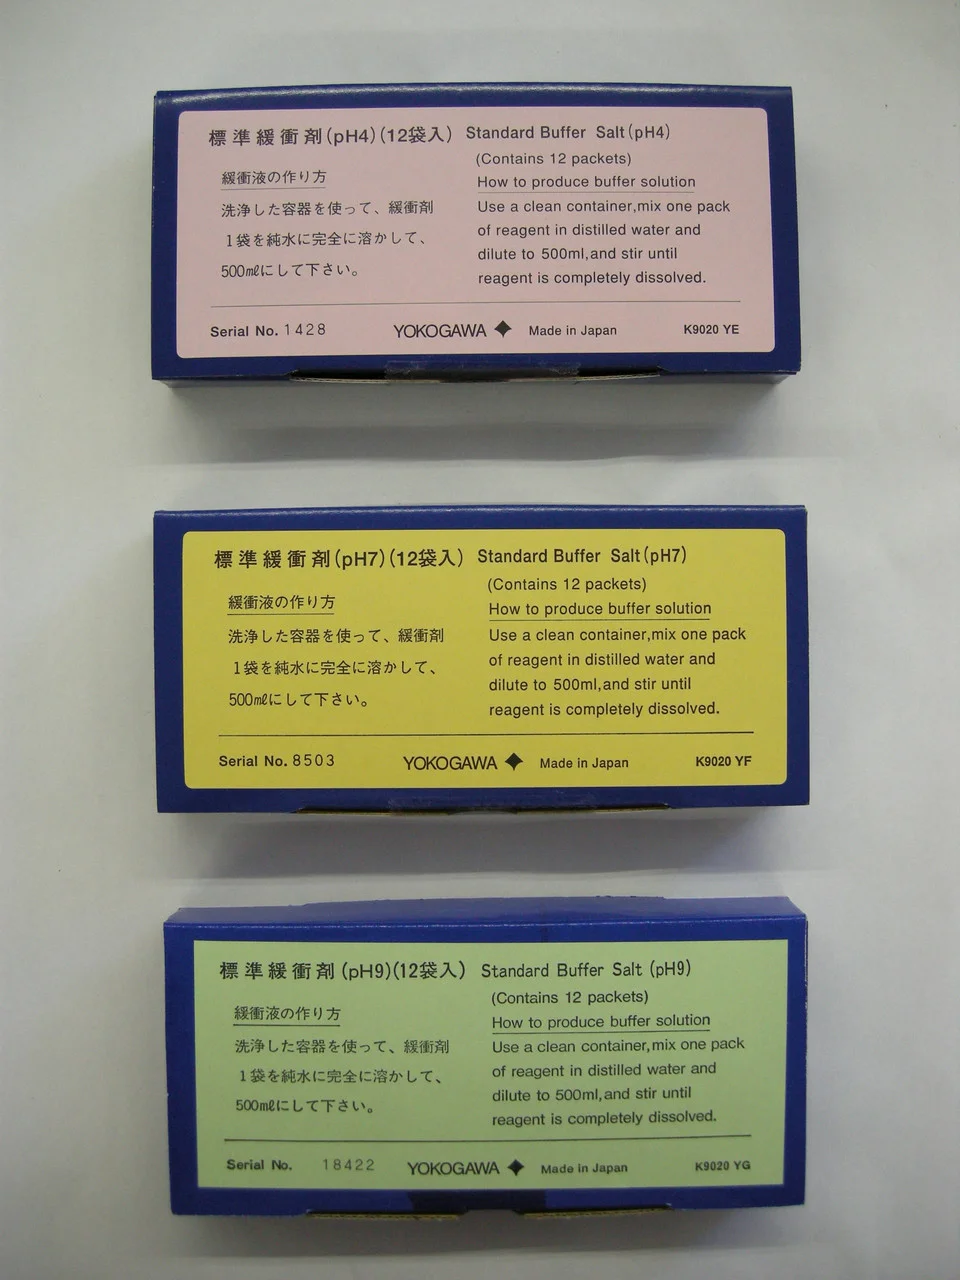 標準緩衝剤(pH4)(12袋入) Standard Buffer Salt(pH4)
(Contains 12 packets)
緩衝液の作り方
洗浄した容器を使って、緩衝剤
1袋を純水に完全に溶かして、
500㎖にして下さい。
How to produce buffer solution
Use a clean container,mix one pack
of reagent in distilled water and
dilute to 500ml,and stir until
reagent is completely dissolved.
Serial No. 1428 YOKOGAWA Made in Japan K9020 YE
標準緩衝剤(pH7)(12袋入) Standard Buffer Salt(pH7)
(Contains 12 packets)
緩衝液の作り方
洗浄した容器を使って、緩衝剤
1袋を純水に完全に溶かして、
500㎖にして下さい。
How to produce buffer solution
Use a clean container,mix one pack
of reagent in distilled water and
dilute to 500ml,and stir until
reagent is completely dissolved.
Serial No. 8503 YOKOGAWA Made in Japan K9020 YF
標準緩衝剤(pH9)(12袋入) Standard Buffer Salt (pH9)
(Contains 12 packets)
緩衝液の作り方
洗浄した容器を使って、緩衝剤
1袋を純水に完全に溶かして、
500㎖にして下さい。
How to produce buffer solution
Use a clean container,mix one pack
of reagent in distilled water and
dilute to 500ml,and stir until
reagent is completely dissolved.
Serial No. 18422 YOKOGAWA Made in Japan K9020 YG